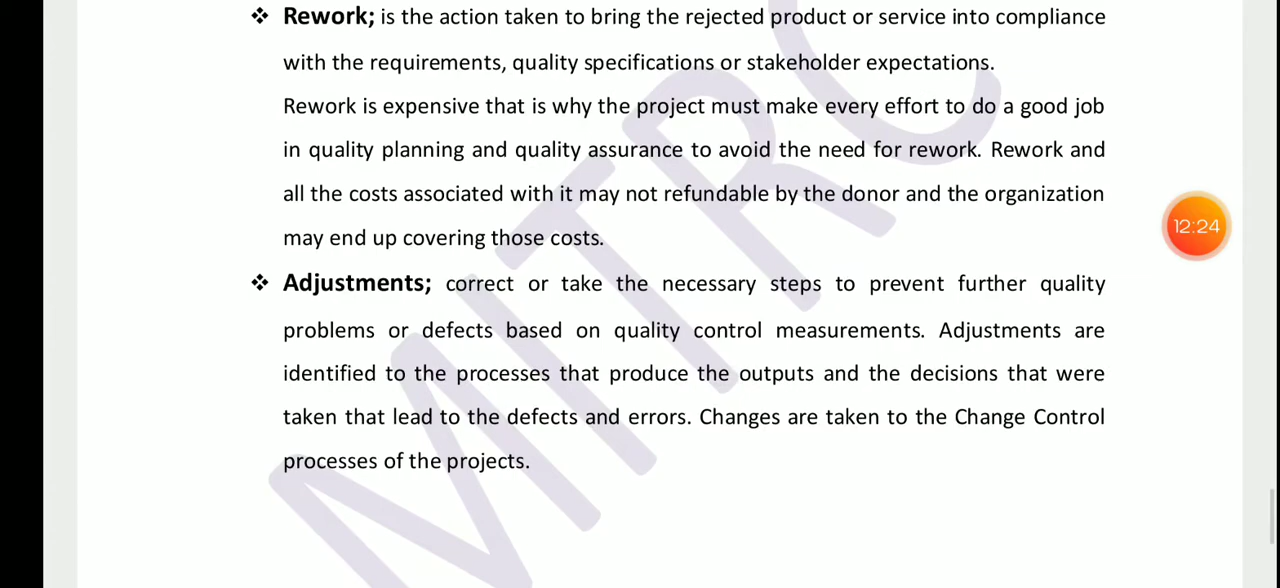 ❖ Rework; is the action taken to bring the rejected product or service into compliance
with the requirements, quality specifications or stakeholder expectations.
Rework is expensive that is why the project must make every effort to do a good job
in quality planning and quality assurance to avoid the need for rework. Rework and
all the costs associated with it may not refundable by the donor and the organization
may end up covering those costs.
12:24
❖ Adjustments; correct or take the necessary steps to prevent further quality
problems or defects based on quality control measurements. Adjustments are
identified to the processes that produce the outputs and the decisions that were
taken that lead to the defects and errors. Changes are taken to the Change Control
processes of the projects.
MITRC